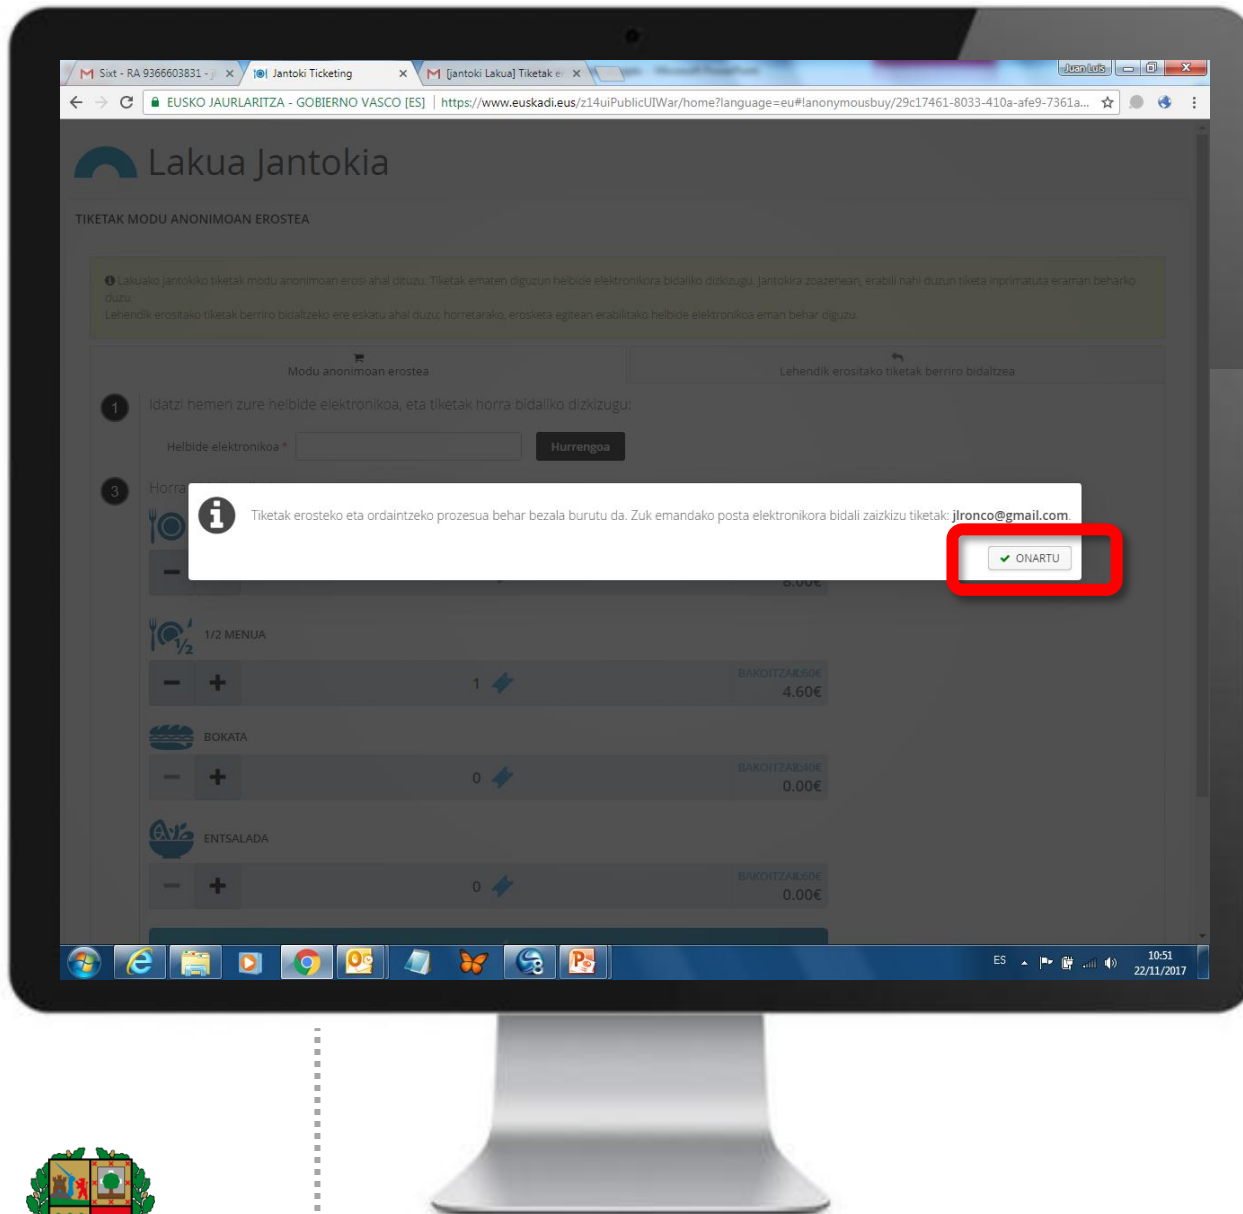 Sixt - RA 9366603831 - j
Jantoki Ticketing
[jantoki Lakua] Tiketak e
Juan Luis
EUSKO JAURLARITZA - GOBIERNO VASCO [ES]
https://www.euskadi.eus/z14uiPublicUIWar/home?language=eu#!anonymousbuy/29c17461-8033-410a-afe9-7361a...
Lakua Jantokia
TIKETAK MODU ANONIMOAN EROSTEA
Lakuako jantokiko tiketak modu anonimoan erosi ahal dituzu. Tiketak ematen diguzun helbide elektronikora bidaliko dizkizugu. Jantokira zoazenean, erabili nahi duzun tiketa inprimatuta eraman beharko
duzu.
Lehendik erositako tiketak berriro bidaltzeko ere eskatu ahal duzu; horretarako, erosketa egitean erabilitako helbide elektronikoa eman behar diguzu.
Modu anonimoan erostea
Lehendik erositako tiketak berriro bidaltzea
1 Idatzi hemen zure helbide elektronikoa, eta tiketak horra bidaliko dizkizugu:
Helbide elektronikoa *
Hurrengoa
3 Horra
Tiketak erosteko eta ordaintzeko prozesua behar bezala burutu da. Zuk emandako posta elektronikora bidali zaizkizu tiketak: jlronco@gmail.com.
ONARTU
8.00€
1/2 MENUA
1
BAKOITZA
4.60€
BOKATA
0
BAKOITZA
0.00€
ENTSALADA
0
BAKOITZA
0.00€
ES
10:51
22/11/2017